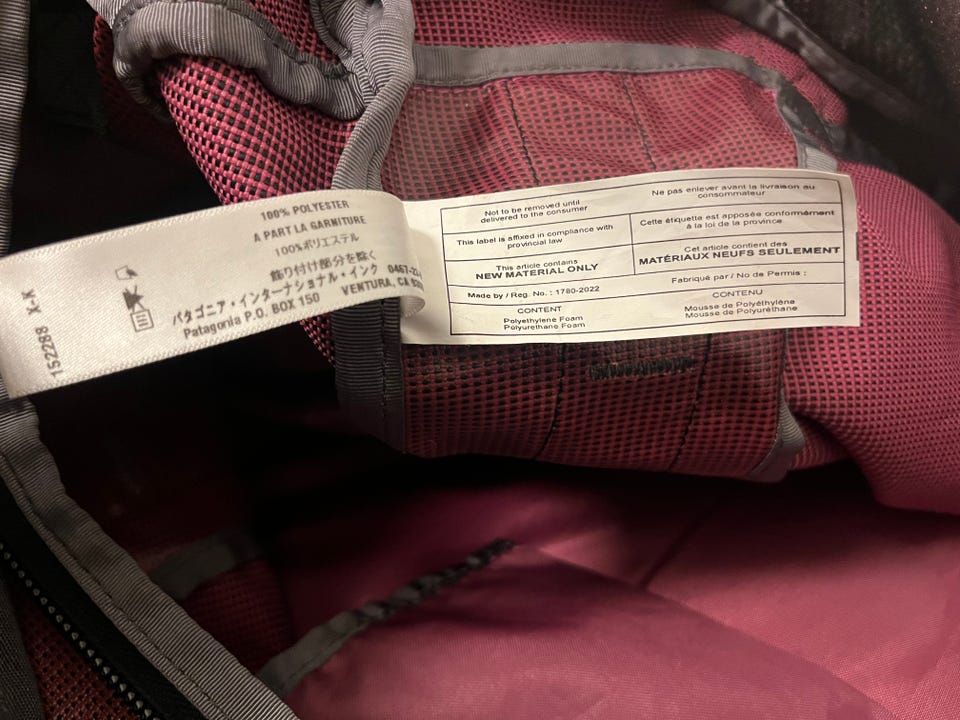 100% POLYESTER
A PART LA GARNITURE
100%ポリエステル
飾り付け部分を除く
パタゴニア・インターナショナル・インク 0467-
Patagonia P.O. BOX 150 VENTURA, CA
152288 X-X
Not to be removed until
delivered to the consumer
Ne pas enlever avant la livraison au
consommateur
This label is affixed in compliance with
provincial law
Cette étiquette est apposée conformément
à la loi de la province
This article contains
NEW MATERIAL ONLY
Cet article contient des
MATÉRIAUX NEUFS SEULEMENT
Made by / Reg. No. : 1780-2022
Fabriqué par / No de Permis :
CONTENT
Polyethylene Foam
Polyurethane Foam
CONTENU
Mousse de Polyéthylène
Mousse de Polyuréthane